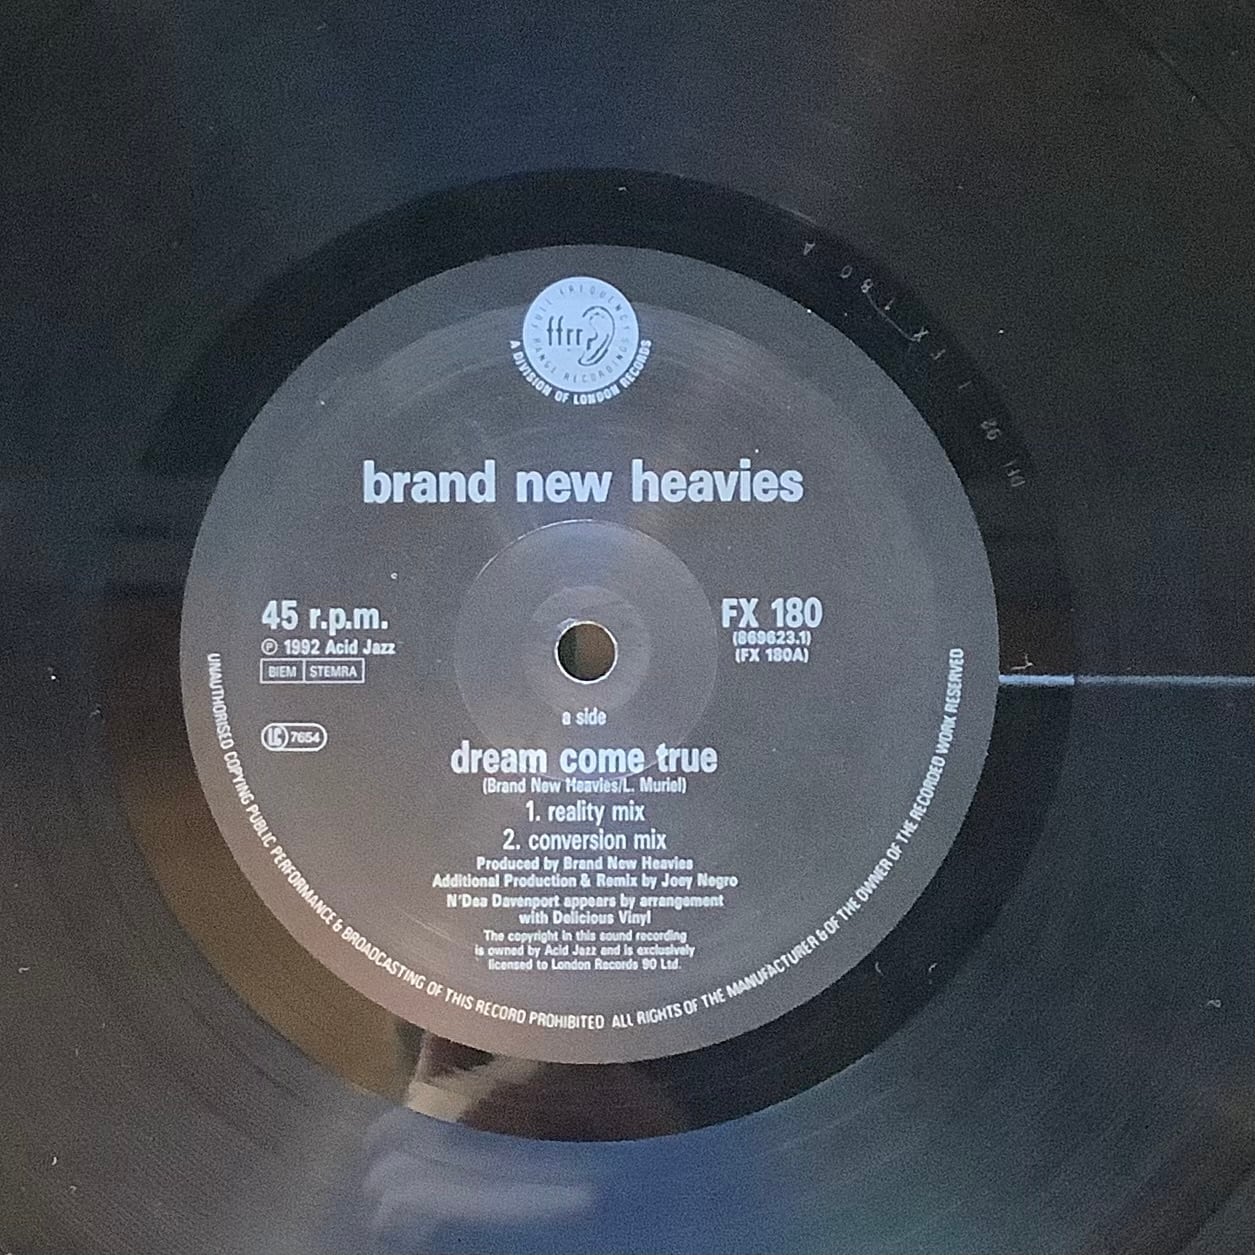 FULL FREQUENCY
ffrr
RANGE RECORDINGS
A DIVISION OF LONDON RECORDS
brand new heavies
45 r.p.m.
℗ 1992 Acid Jazz
BIEM STEMRA
LC 7654
FX 180
(869623.1)
(FX 180A)
a side
dream come true
(Brand New Heavies/L. Muriel)
1. reality mix
2. conversion mix
Produced by Brand New Heavies
Additional Production & Remix by Joey Negro
N'Dea Davenport appears by arrangement
with Delicious Vinyl
The copyright in this sound recording
is owned by Acid Jazz and is exclusively
licensed to London Records 90 Ltd.
UNAUTHORISED COPYING PUBLIC PERFORMANCE & BROADCASTING OF THIS RECORD PROHIBITED ALL RIGHTS OF THE MANUFACTURER & OF THE OWNER OF THE RECORDED WORK RESERVED
FX 180 A